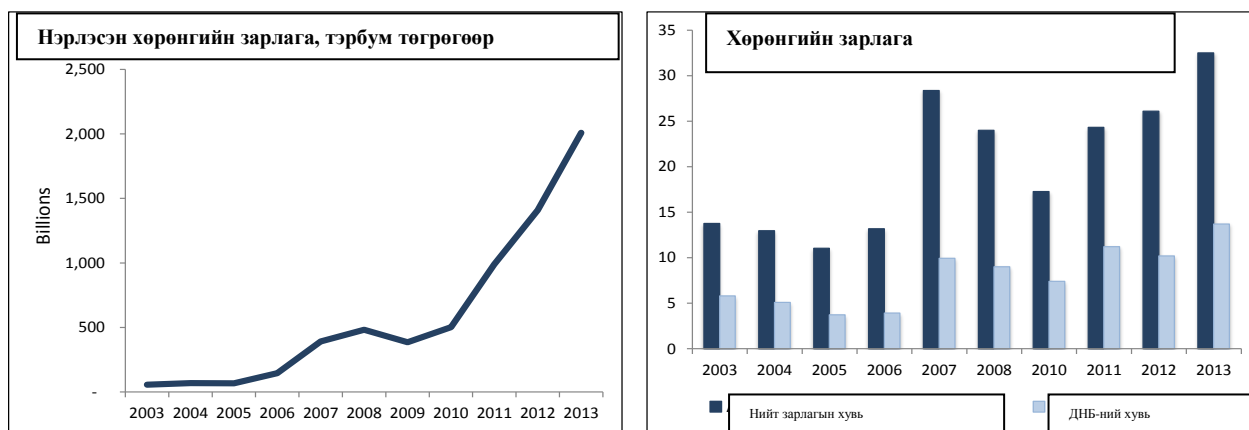 Нэрлэсэн хөрөнгийн зарлага, тэрбум төгрөгөөр
2,500
2,000
1,500
1,000
500
-
Billions
2003 2004 2005 2006 2007 2008 2009 2010 2011 2012 2013
Хөрөнгийн зарлага
35
30
25
20
15
10
5
0
2003 2004 2005 2006 2007 2008 2010 2011 2012 2013
Нийт зарлагын хувь
ДНБ-ний хувь